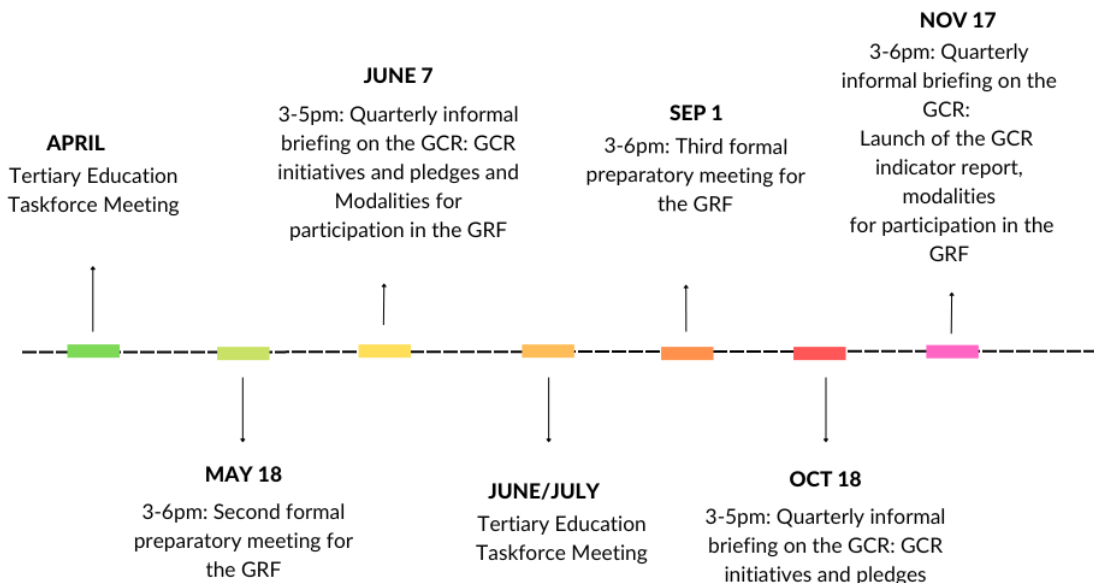 APRIL
Tertiary Education
Taskforce Meeting
MAY 18
3-6pm: Second formal
preparatory meeting for
the GRF
JUNE 7
3-5pm: Quarterly informal
briefing on the GCR: GCR
initiatives and pledges and
Modalities for
participation in the GRF
JUNE/JULY
Tertiary Education
Taskforce Meeting
SEP 1
3-6pm: Third formal
preparatory meeting for
the GRF
OCT 18
3-5pm: Quarterly informal
briefing on the GCR: GCR
initiatives and pledges
NOV 17
3-6pm: Quarterly
informal briefing on the
GCR:
Launch of the GCR
indicator report,
modalities
for participation in the
GRF